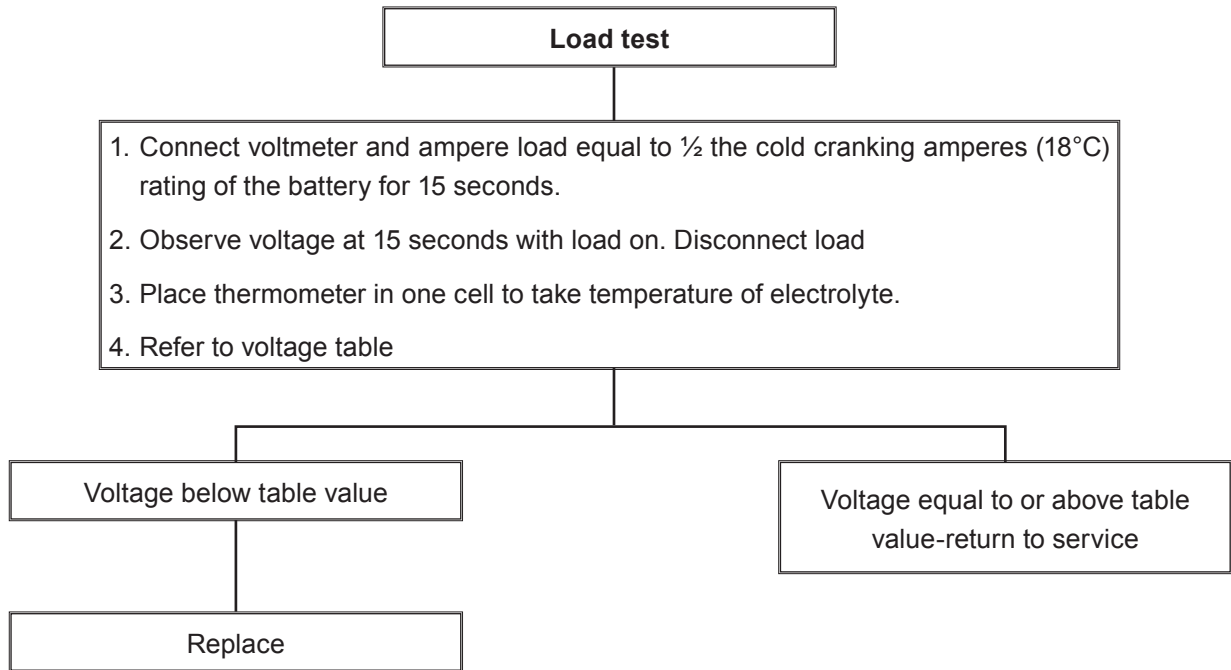 Load test
1. Connect voltmeter and ampere load equal to ½ the cold cranking amperes (18°C)
rating of the battery for 15 seconds.
2. Observe voltage at 15 seconds with load on. Disconnect load
3. Place thermometer in one cell to take temperature of electrolyte.
4. Refer to voltage table
Voltage below table value
Voltage equal to or above table
value-return to service
Replace